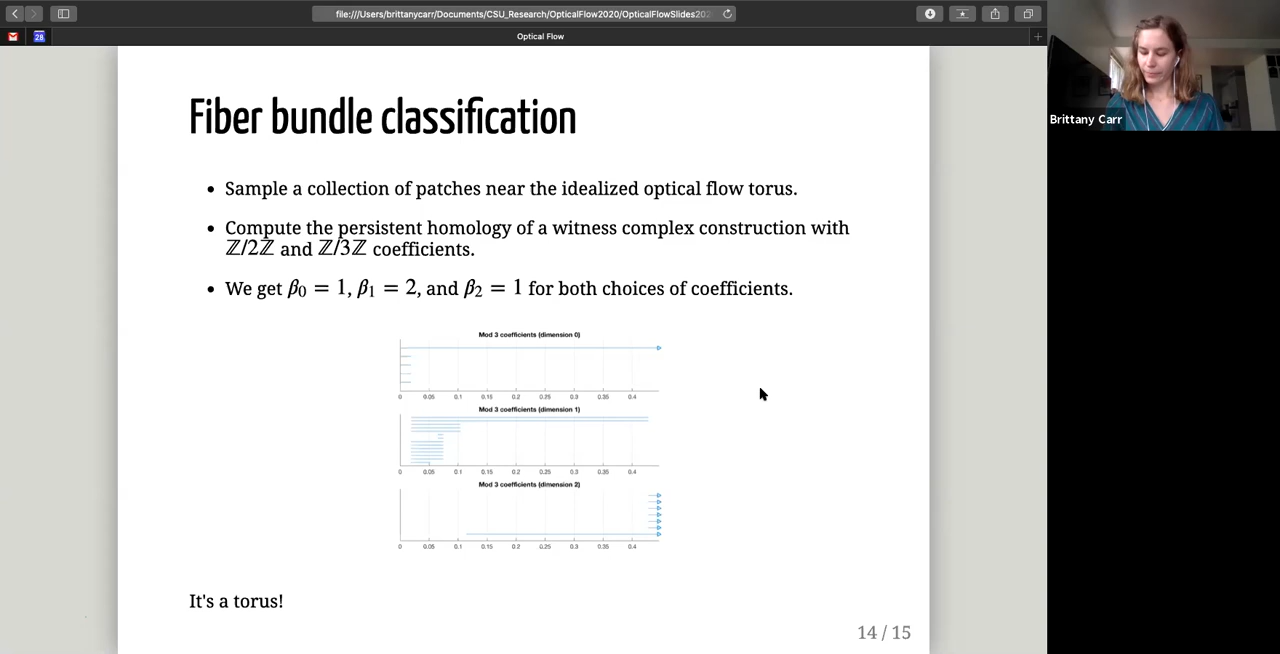 file:///Users/brittanycarr/Documents/CSU_Research/OpticalFlow2020/OpticalFlowSlides202
28
Optical Flow
Brittany Carr
Fiber bundle classification
• Sample a collection of patches near the idealized optical flow torus.
• Compute the persistent homology of a witness complex construction with
ℤ/2ℤ and ℤ/3ℤ coefficients.
• We get β₀ = 1, β₁ = 2, and β₂ = 1 for both choices of coefficients.
Mod 3 coefficients (dimension 0)
0 0.05 0.1 0.15 0.2 0.25 0.3 0.35 0.4
Mod 3 coefficients (dimension 1)
0 0.05 0.1 0.15 0.2 0.25 0.3 0.35 0.4
Mod 3 coefficients (dimension 2)
0 0.05 0.1 0.15 0.2 0.25 0.3 0.35 0.4
It's a torus!
14 / 15